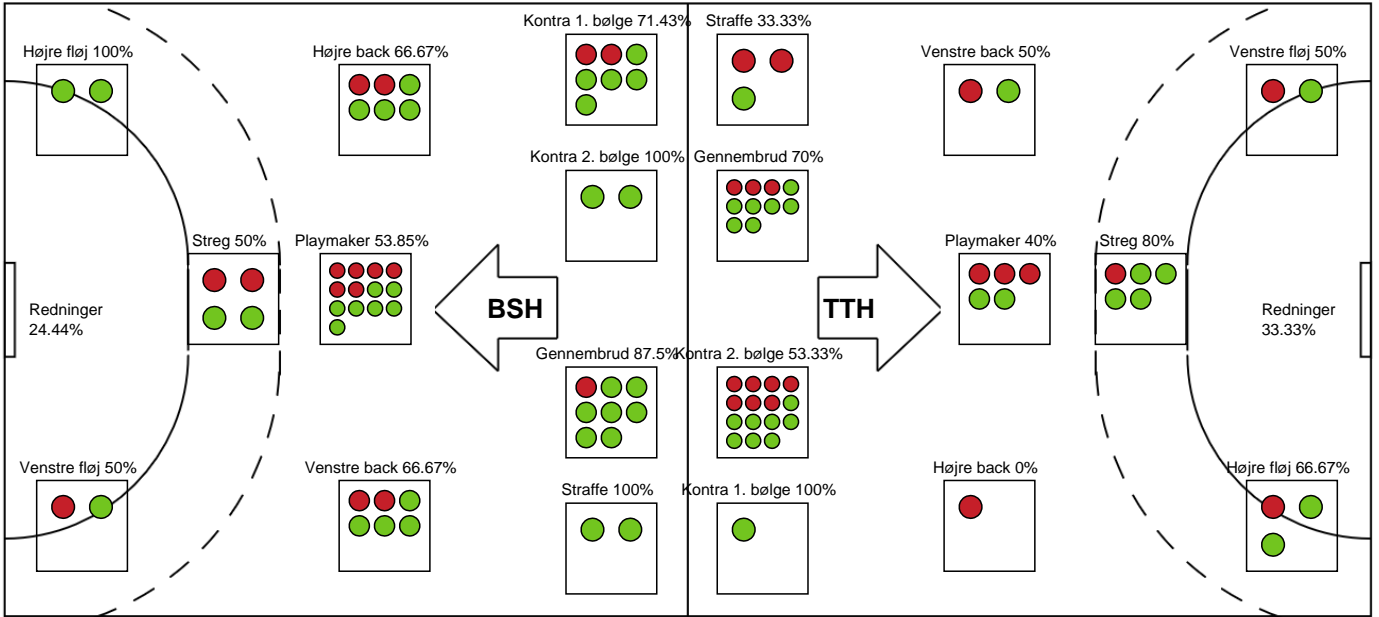 Kontra 1. bølge 71.43%
Straffe 33.33%
Højre fløj 100%
Højre back 66.67%
Venstre back 50%
Venstre fløj 50%
Kontra 2. bølge 100%
Gennembrud 70%
Streg 50%
Playmaker 53.85%
Playmaker 40%
Streg 80%
Redninger
24.44%
BSH
TTH
Redninger
33.33%
Gennembrud 87.5%
Kontra 2. bølge 53.33%
Venstre fløj 50%
Venstre back 66.67%
Højre back 0%
Højre fløj 66.67%
Straffe 100%
Kontra 1. bølge 100%